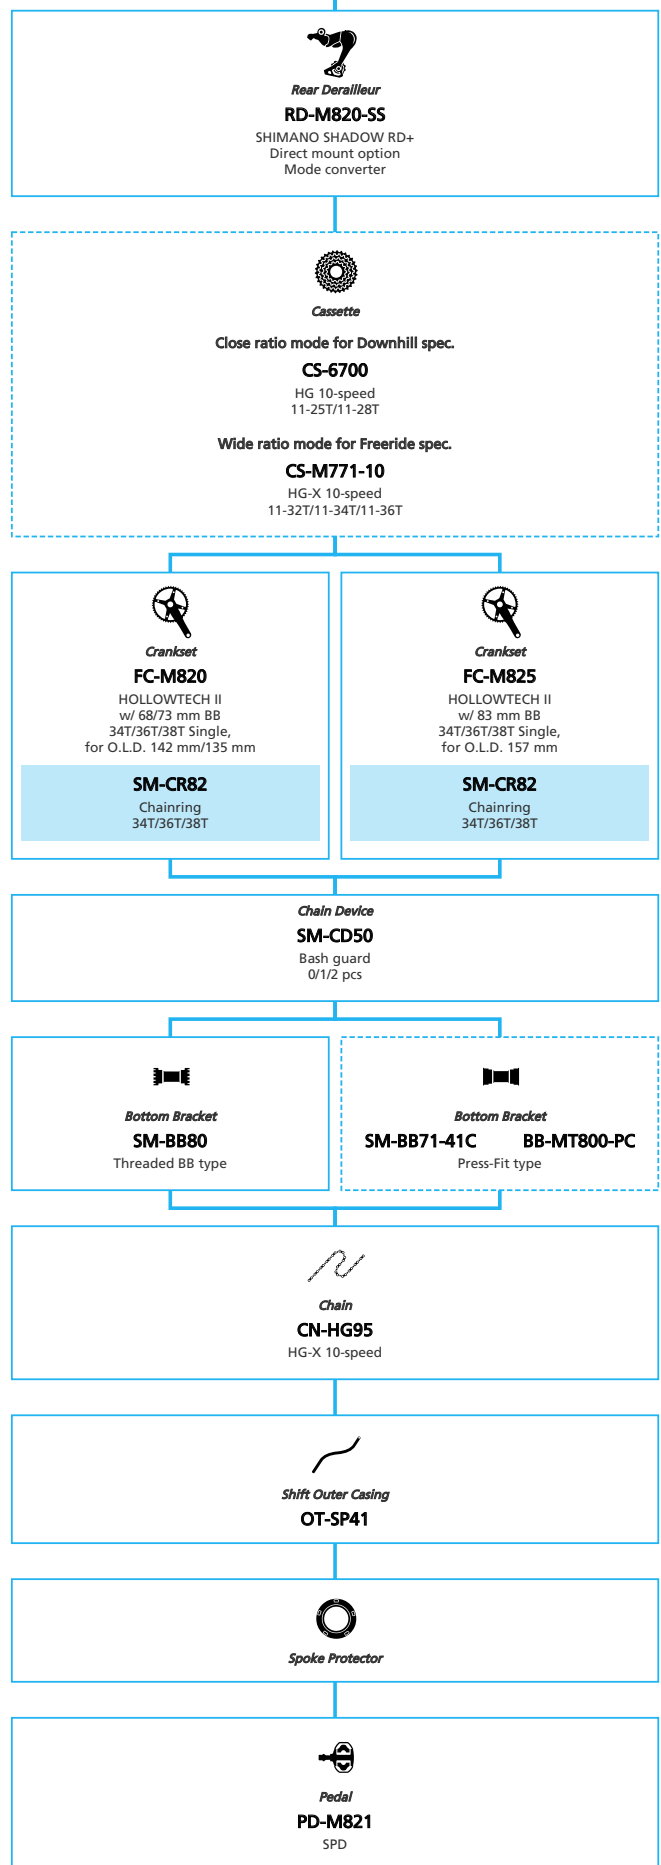 Rear Derailleur
RD-M820-SS
SHIMANO SHADOW RD+
Direct mount option
Mode converter
Cassette
Close ratio mode for Downhill spec.
CS-6700
HG 10-speed
11-25T/11-28T
Wide ratio mode for Freeride spec.
CS-M771-10
HG-X 10-speed
11-32T/11-34T/11-36T
Crankset
FC-M820
HOLLOWTECH II
w/ 68/73 mm BB
34T/36T/38T Single,
for O.L.D. 142 mm/135 mm
SM-CR82
Chainring
34T/36T/38T
Crankset
FC-M825
HOLLOWTECH II
w/ 83 mm BB
34T/36T/38T Single,
for O.L.D. 157 mm
SM-CR82
Chainring
34T/36T/38T
Chain Device
SM-CD50
Bash guard
0/1/2 pcs
Bottom Bracket
SM-BB80
Threaded BB type
Bottom Bracket
SM-BB71-41C BB-MT800-PC
Press-Fit type
Chain
CN-HG95
HG-X 10-speed
Shift Outer Casing
OT-SP41
Spoke Protector
Pedal
PD-M821
SPD